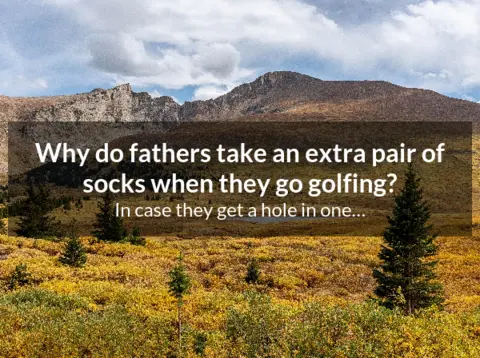 Why do fathers take an extra pair of
socks when they go golfing?
In case they get a hole in one...